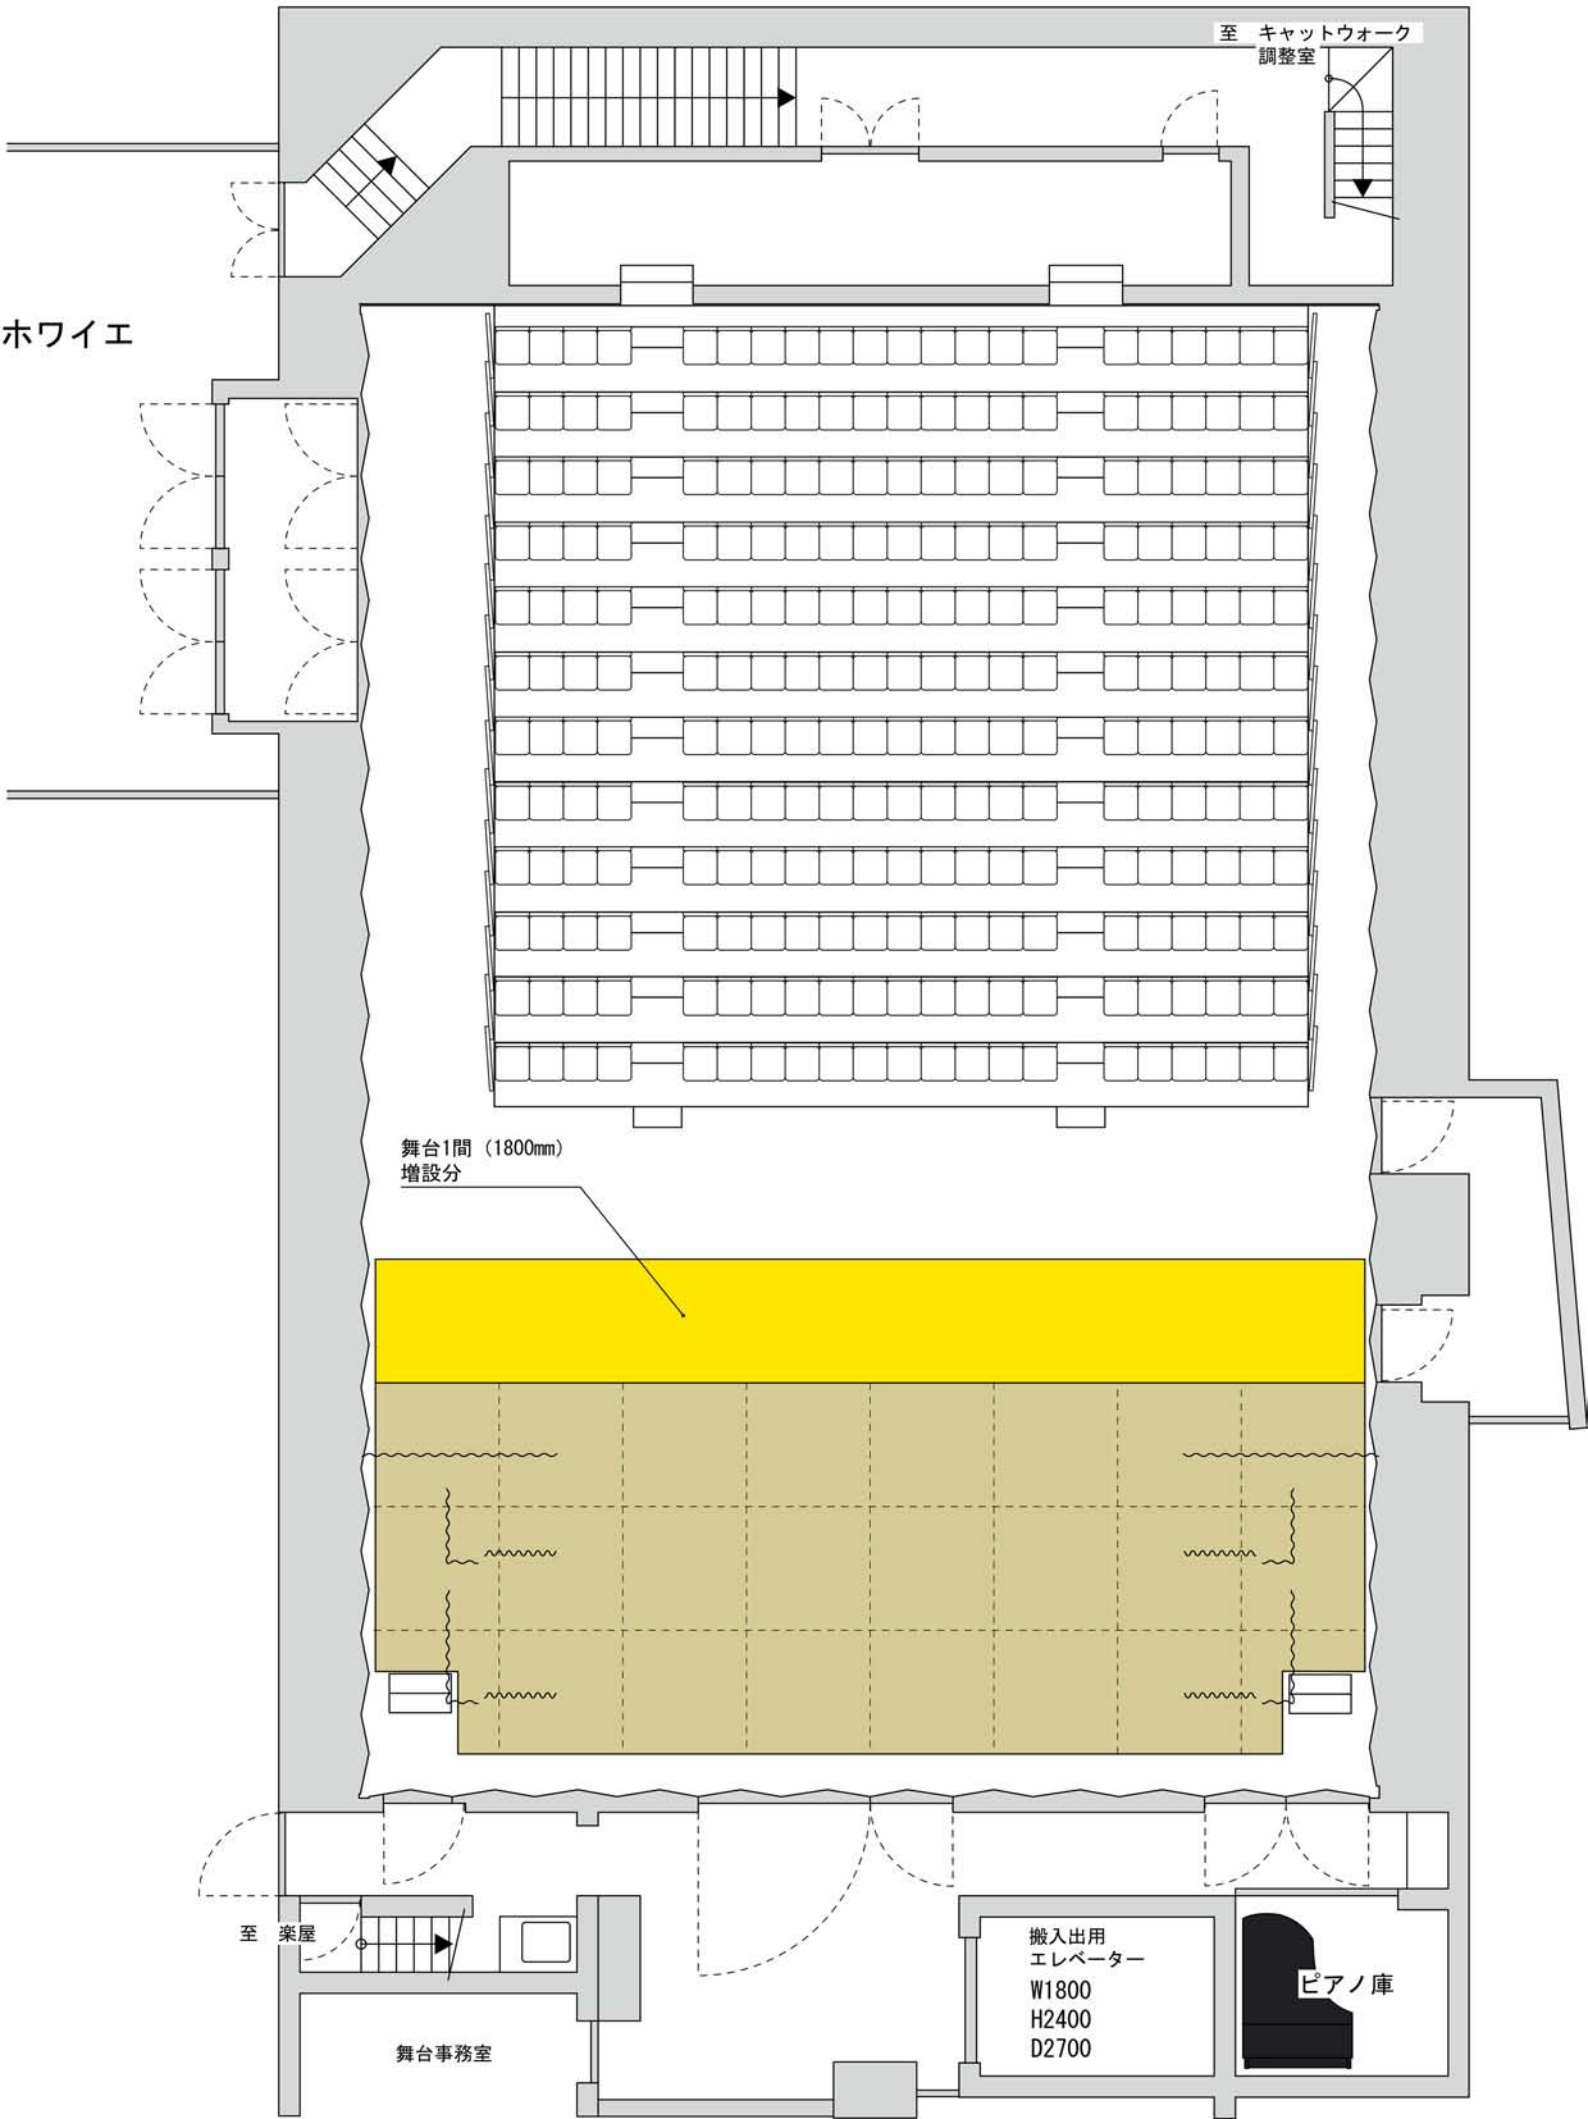 至　キャットウォーク
調整室
ホワイエ
舞台1間（1800mm）
増設分
至　楽屋
搬入出用
エレベーター
W1800
H2400
D2700
ピアノ庫
舞台事務室